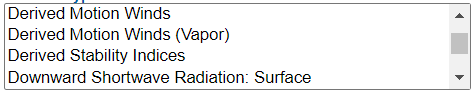 Derived Motion Winds
Derived Motion Winds (Vapor)
Derived Stability Indices
Downward Shortwave Radiation: Surface